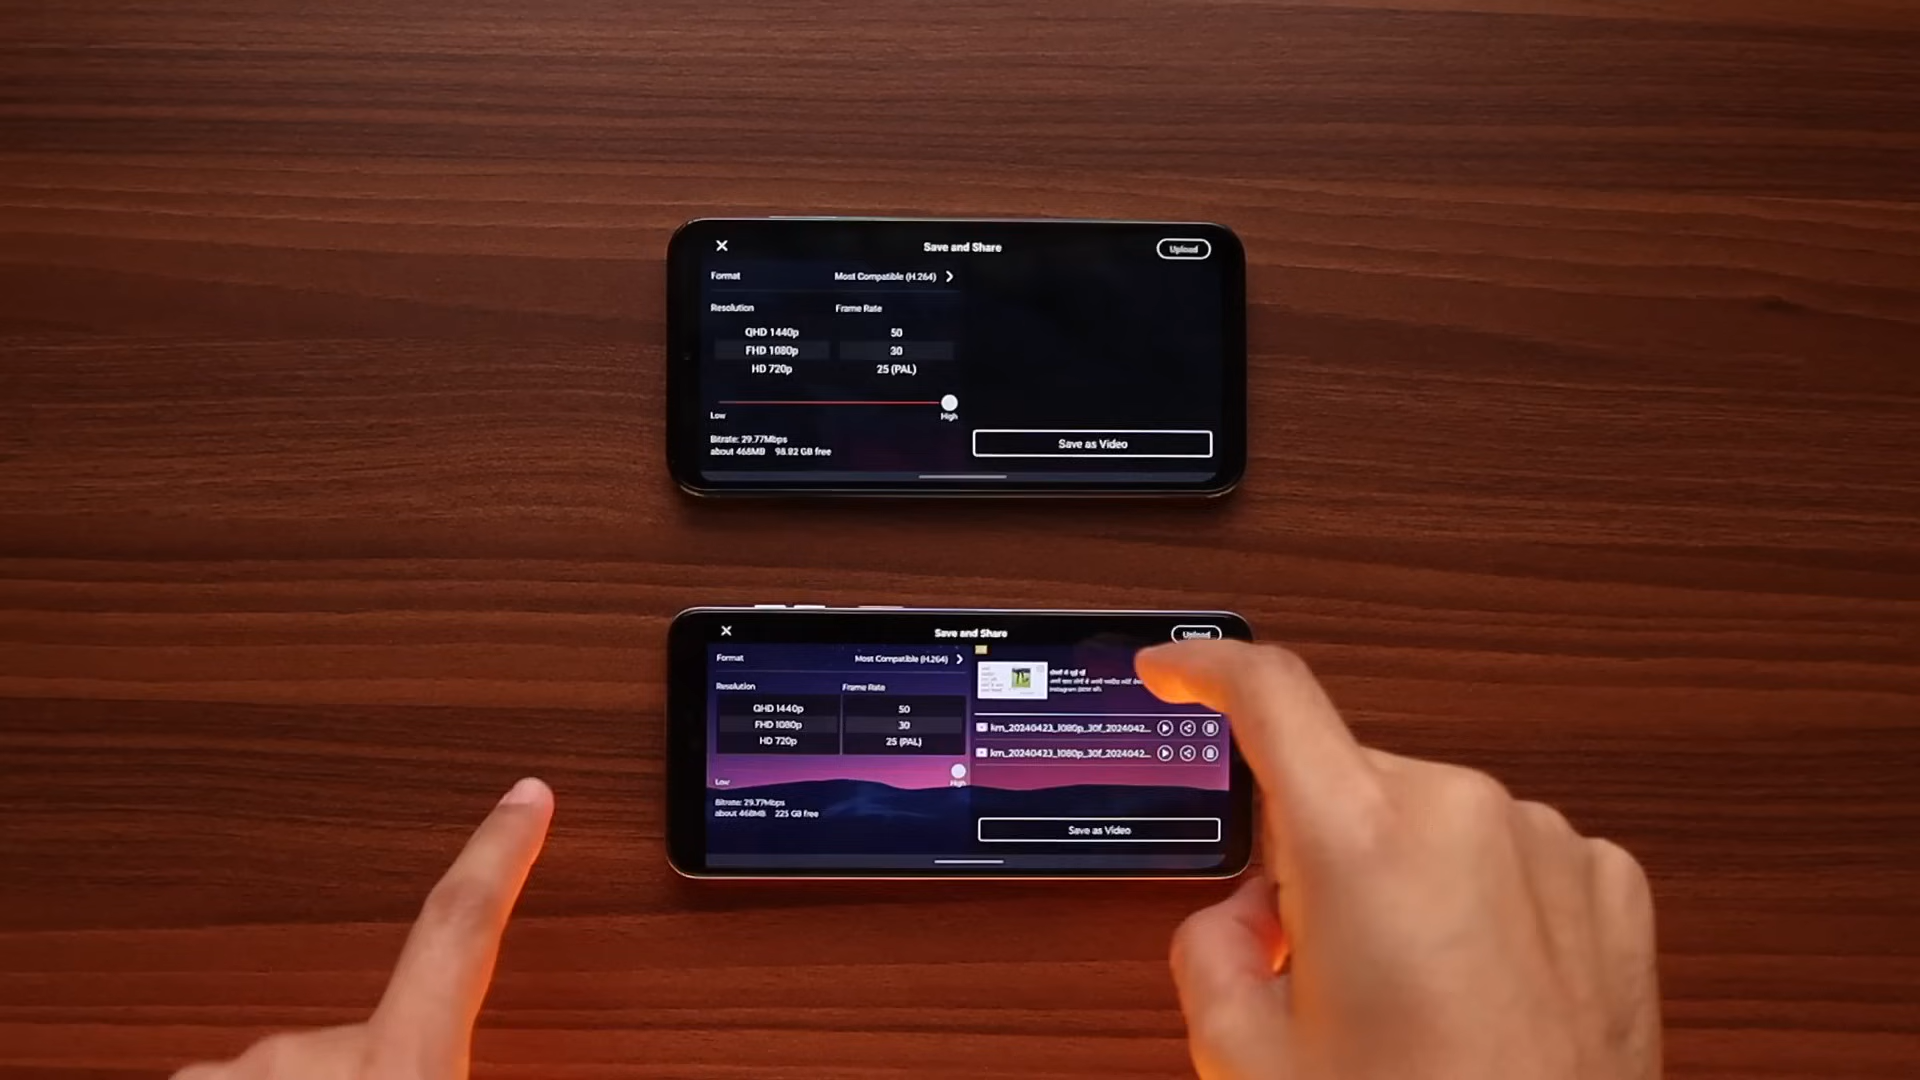 Save and Share
Upload
Format
Most Compatible (H.264)
Resolution
Frame Rate
QHD 1440p
50
FHD 1080p
30
HD 720p
25 (PAL)
Low
High
Bitrate: 29.77Mbps
about 468MB 98.82 GB free
Save as Video
Save and Share
Upload
Format
Most Compatible (H.264)
Resolution
Frame Rate
QHD 1440p
50
FHD 1080p
30
HD 720p
25 (PAL)
Low
High
Bitrate: 29.77Mbps
about 468MB 225 GB free
km_20240423_1080p_30f_2024042...
km_20240423_1080p_30f_2024042...
Save as Video